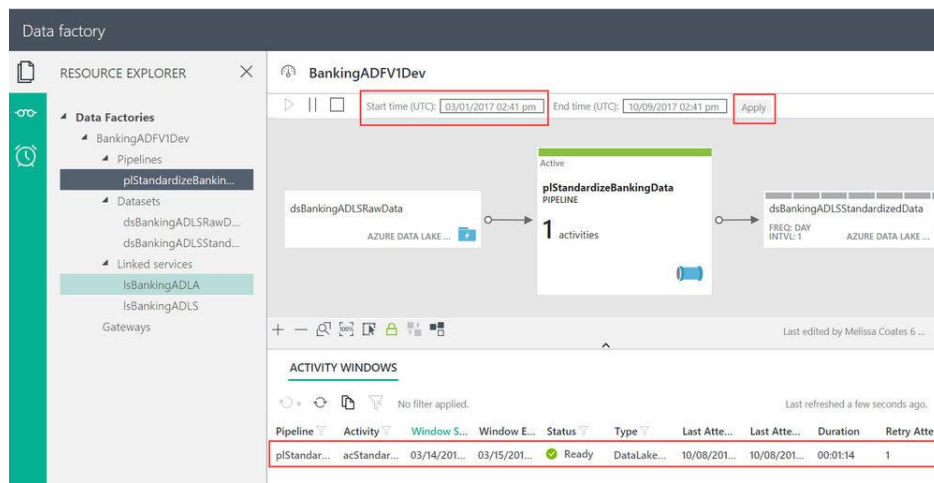 Data factory
RESOURCE EXPLORER
Data Factories
BankingADFV1Dev
Pipelines
plStandardizeBankin...
Datasets
dsBankingADLSRawD...
dsBankingADLSStand...
Linked services
lsBankingADLA
lsBankingADLS
Gateways
BankingADFV1Dev
Start time (UTC): 03/01/2017 02:41 pm End time (UTC): 10/09/2017 02:41 pm Apply
dsBankingADLSRawData
AZURE DATA LAKE ...
Active
plStandardizeBankingData
PIPELINE
1 activities
dsBankingADLSStandardizedData
FREQ: DAY
INTVL: 1 AZURE DATA LAKE ...
100%
Last edited by Melissa Coates 6 ...
ACTIVITY WINDOWS
No filter applied. Last refreshed a few seconds ago.
Pipeline Activity Window S... Window E... Status Type Last Atte... Last Atte... Duration Retry Atte
plStandar... acStandar... 03/14/201... 03/15/201... Ready DataLake... 10/08/201... 10/08/201... 00:01:14 1